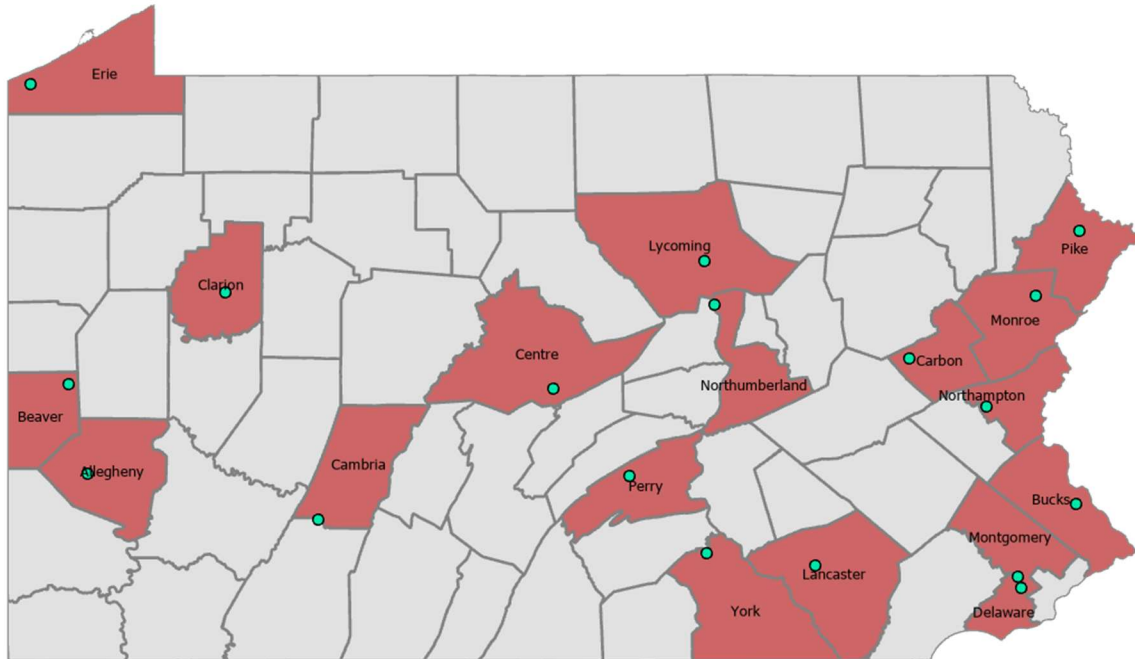 Erie
Lycoming
Pike
Clarion
Monroe
Centre
Carbon
Northumberland
Northampton
Beaver
Allegheny
Cambria
Perry
Bucks
Montgomery
Lancaster
York
Delaware